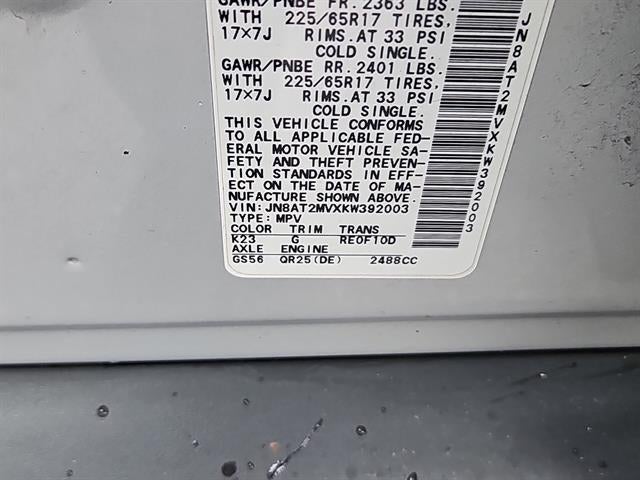 GAWR/PNBE FR. 2363 LBS.
WITH 225/65R17 TIRES,
17×7J RIMS.AT 33 PSI
COLD SINGLE.
GAWR/PNBE RR. 2401 LBS.
WITH 225/65R17 TIRES,
17×7J RIMS.AT 33 PSI
COLD SINGLE.
THIS VEHICLE CONFORMS
TO ALL APPLICABLE FED-
ERAL MOTOR VEHICLE SA-
FETY AND THEFT PREVEN-
TION STANDARDS IN EFF-
ECT ON THE DATE OF MA-
NUFACTURE SHOWN ABOVE.
VIN: JN8AT2MVXKW392003
TYPE: MPV
COLOR TRIM TRANS
K23 G RE0F10D
AXLE ENGINE
GS56 QR25(DE) 2488CC
JN8AT2MVXKW392003